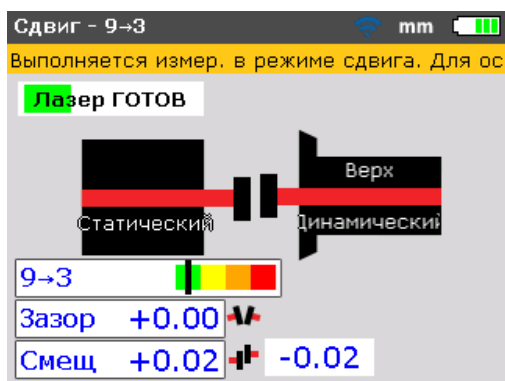 Сдвиг - 9→3 mm
Выполняется измер. в режиме сдвига. Для ос
Лазер ГОТОВ
Верх
Статический Динамический
9→3
Зазор +0.00
Смещ +0.02 -0.02